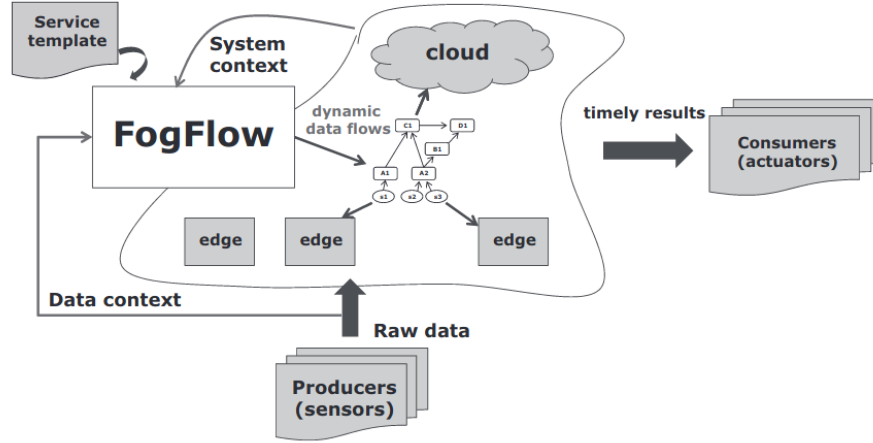 Service
template
System
context
cloud
FogFlow
dynamic
data flows
C1
D1
B1
A1
A2
s1
s2
s3
timely results
Consumers
(actuators)
edge
edge
edge
Data context
Raw data
Producers
(sensors)